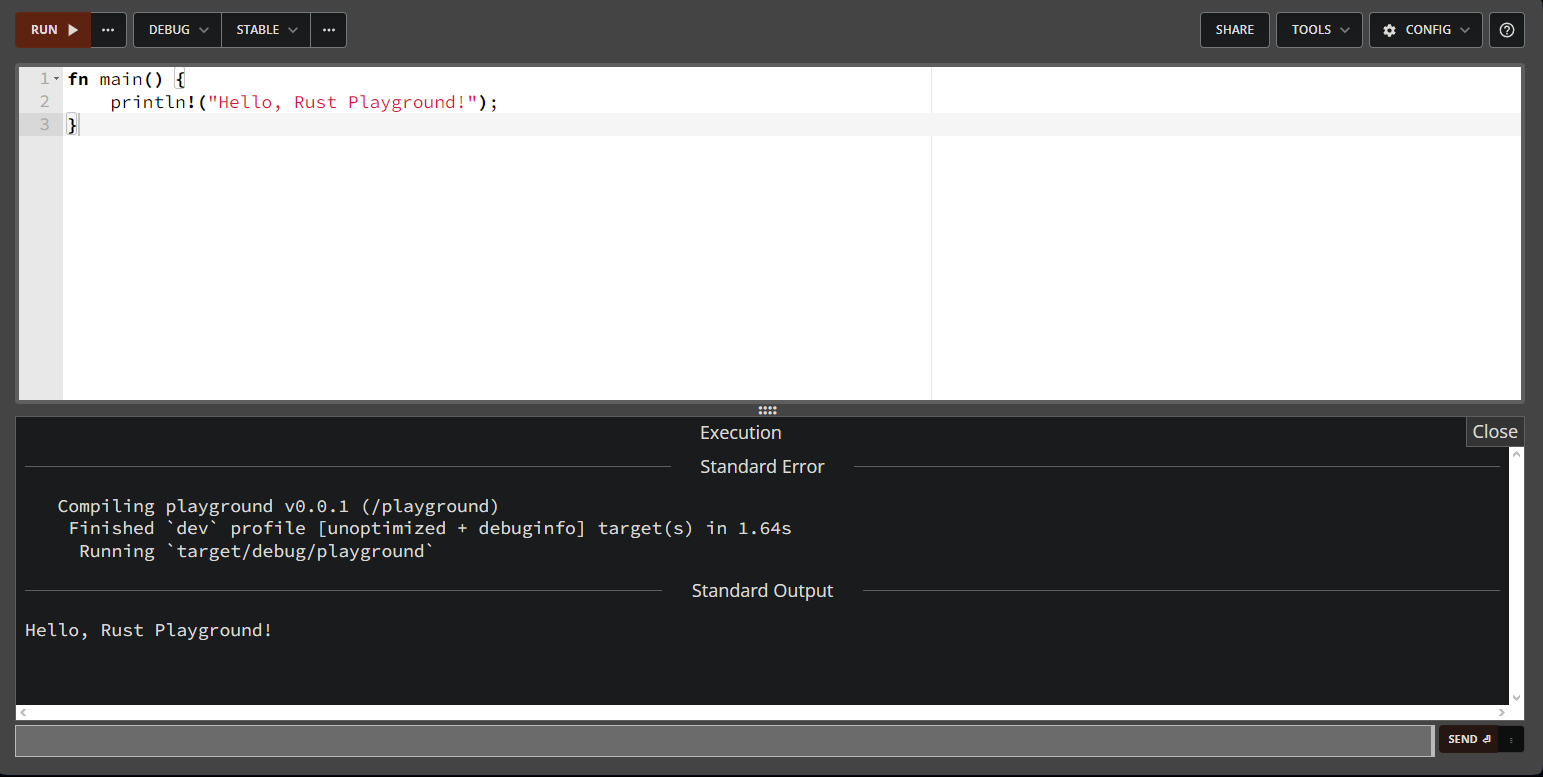 RUN ··· DEBUG STABLE ··· SHARE TOOLS CONFIG
1 fn main() {
2     println!("Hello, Rust Playground!");
3 }
Execution
Close
Standard Error
   Compiling playground v0.0.1 (/playground)
    Finished `dev` profile [unoptimized + debuginfo] target(s) in 1.64s
     Running `target/debug/playground`
Standard Output
Hello, Rust Playground!
SEND